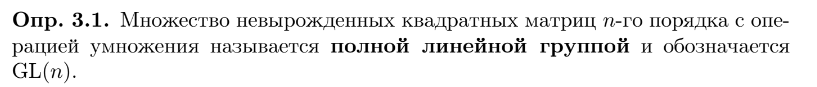 Опр. 3.1. Множество невырожденных квадратных матриц n-го порядка с опе-
рацией умножения называется полной линейной группой и обозначается
GL(n).